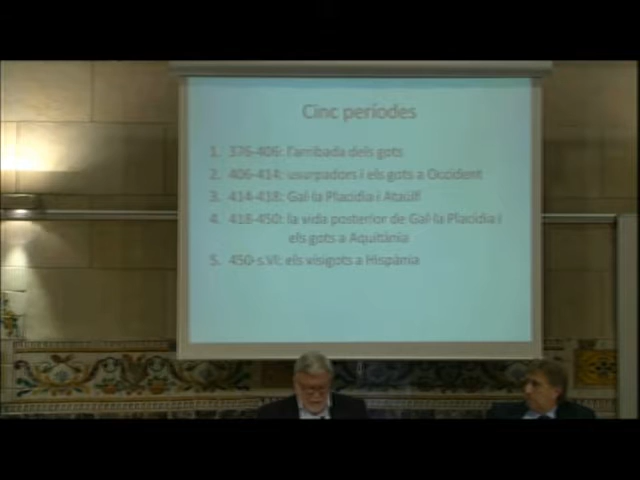 Cinc períodes
1. 376-406: l'arribada dels gots
2. 406-414: usurpadors i els gots a Occident
3. 414-418: Gal·la Placídia i Ataülf
4. 418-450: la vida posterior de Gal·la Placídia i
els gots a Aquitània
5. 450-s.VI: els visigots a Hispània